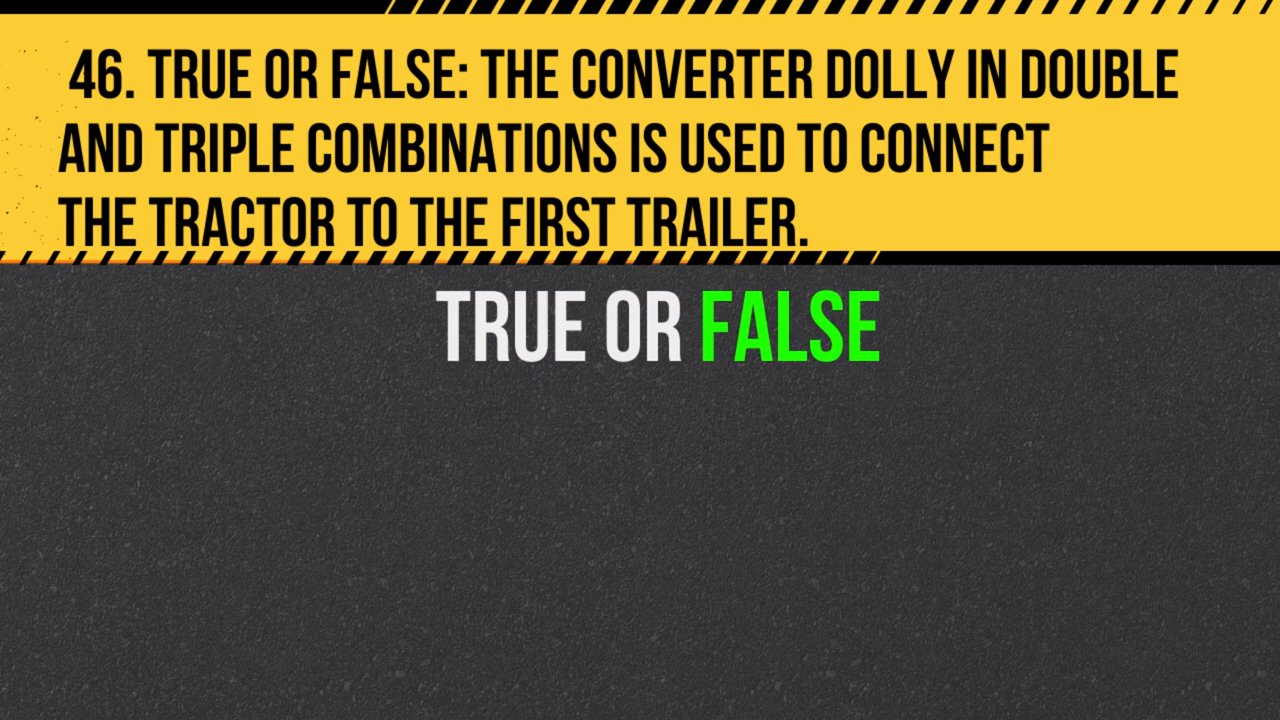 46. TRUE OR FALSE: THE CONVERTER DOLLY IN DOUBLE
AND TRIPLE COMBINATIONS IS USED TO CONNECT
THE TRACTOR TO THE FIRST TRAILER.
TRUE OR FALSE